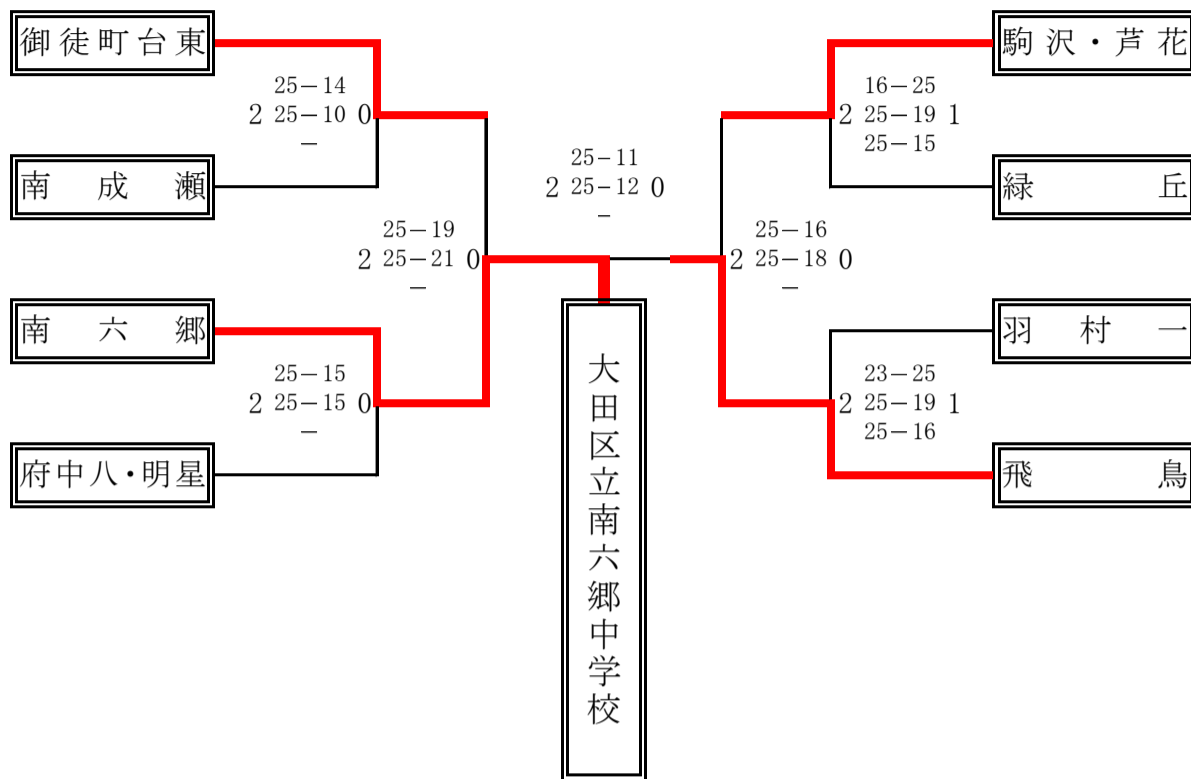 御徒町台東
25－14
2 25－10 0
－
南成瀬
25－19
2 25－21 0
－
南六郷
25－15
2 25－15 0
－
府中八・明星
25－11
2 25－12 0
－
大田区立南六郷中学校
駒沢・芦花
16－25
2 25－19 1
25－15
緑丘
25－16
2 25－18 0
－
羽村一
23－25
2 25－19 1
25－16
飛鳥